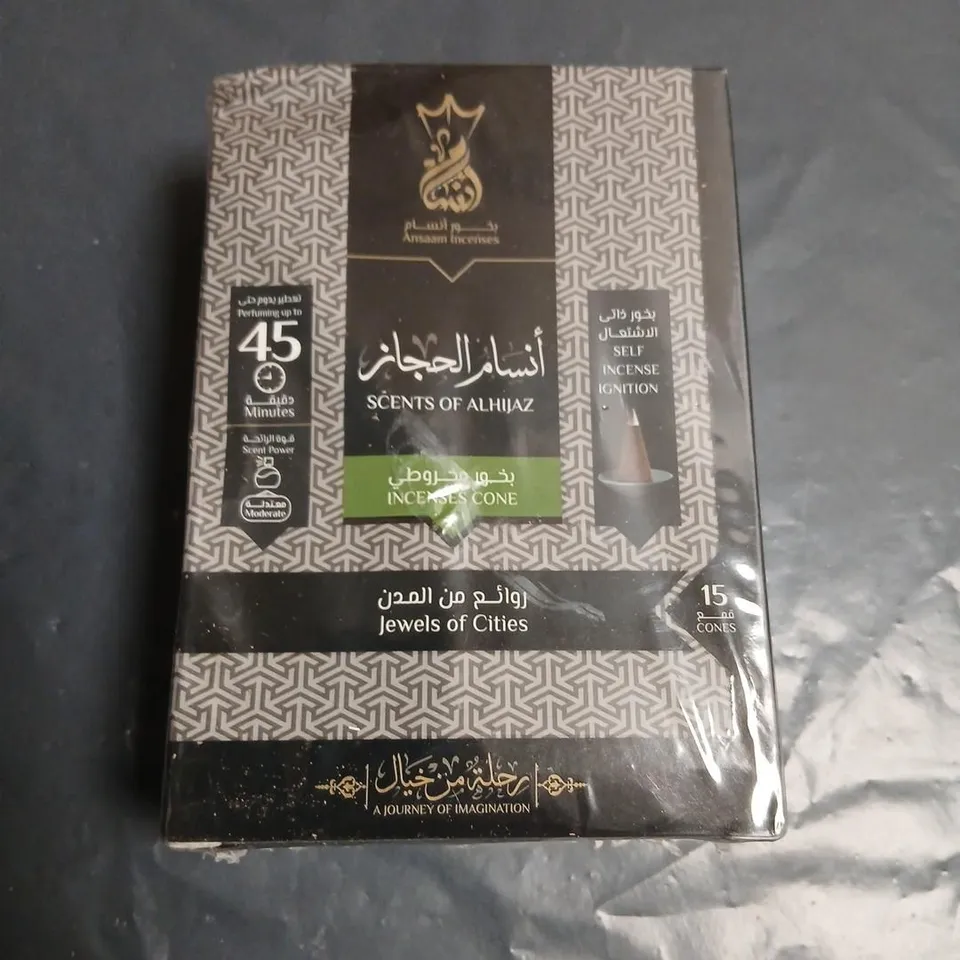 بخور أنسام
Ansaam Incenses
تعطير يدوم حتى
Perfuming up to
45
دقيقة
Minutes
قوة الرائحة
Scent Power
معتدلة
Moderate
أنسام الحجاز
SCENTS OF ALHIJAZ
بخور مخروطي
INCENSES CONE
بخور ذاتى
الاشتعال
SELF
INCENSE
IGNITION
روائع من المدن
Jewels of Cities
15
قمع
CONES
رحلة من خيال
A JOURNEY OF IMAGINATION